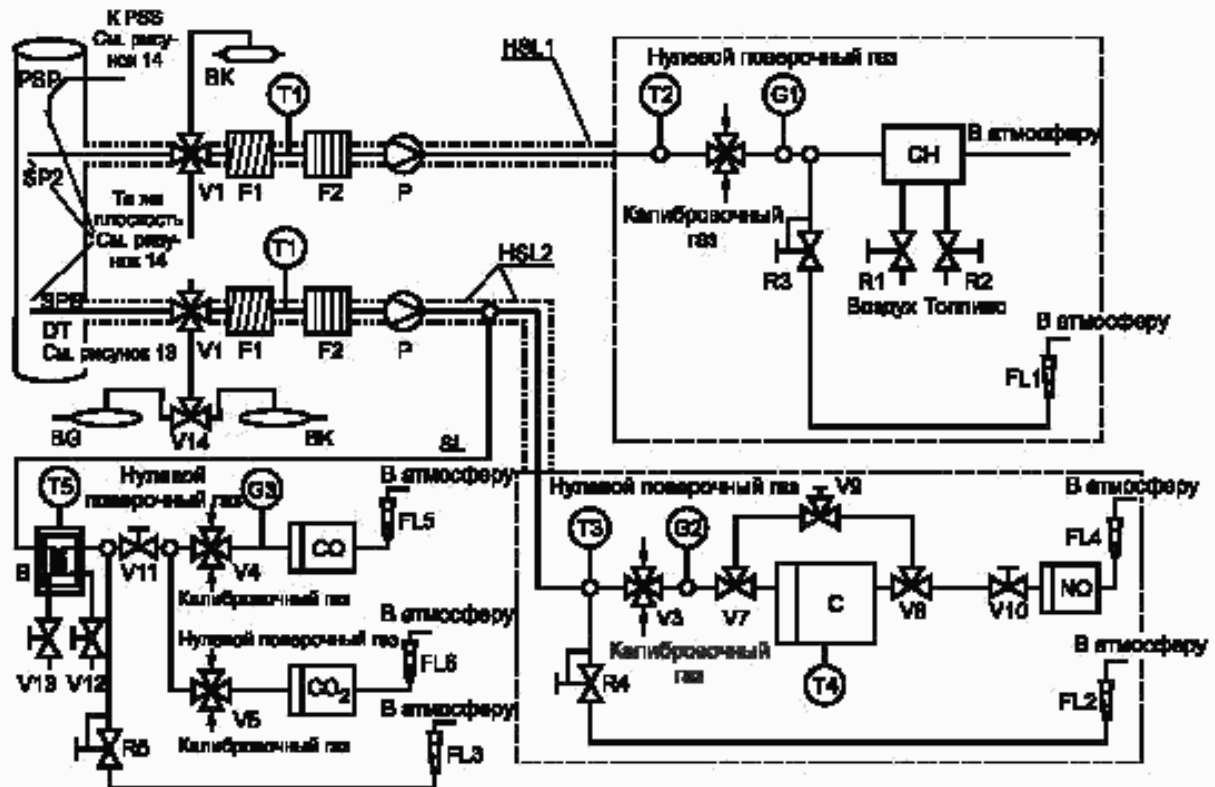 К PSS
См. рису-
нок 14
PSP
BK
HSL1
Нулевой поверочный газ
T1
T2
G1
В атмосферу
CH
SP2
V1
F1
F2
P
Та же
плоскость
См. рису-
нок 14
Калибровочный
газ
T1
HSL2
R3
R1
R2
Воздух
Топливо
В атмосферу
DT
См. рисунок 13
V1
F1
F2
P
FL1
BG
V14
BK
SL
Нулевой
поверочный газ
T5
G3
В атмосферу
FL5
CO
B
V11
V4
Калибровочный газ
Нулевой поверочный газ
В атмосферу
FL6
CO₂
V13
V12
V5
Калибровочный газ
В атмосферу
R5
FL3
Нулевой поверочный газ
V9
В атмосферу
T3
G2
FL4
C
NO
V3
V7
V8
V10
Калибровочный
газ
R4
T4
В атмосферу
FL2